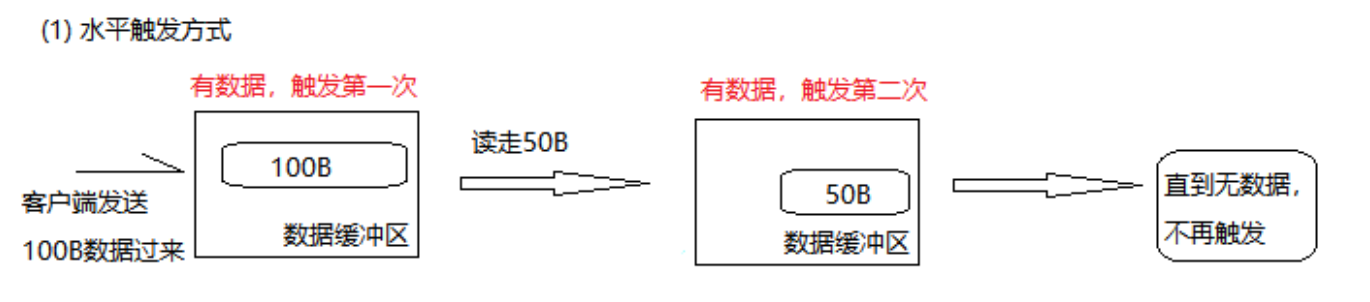 (1) 水平触发方式
有数据，触发第一次
有数据，触发第二次
客户端发送
100B数据过来
100B
数据缓冲区
读走50B
50B
数据缓冲区
直到无数据，
不再触发